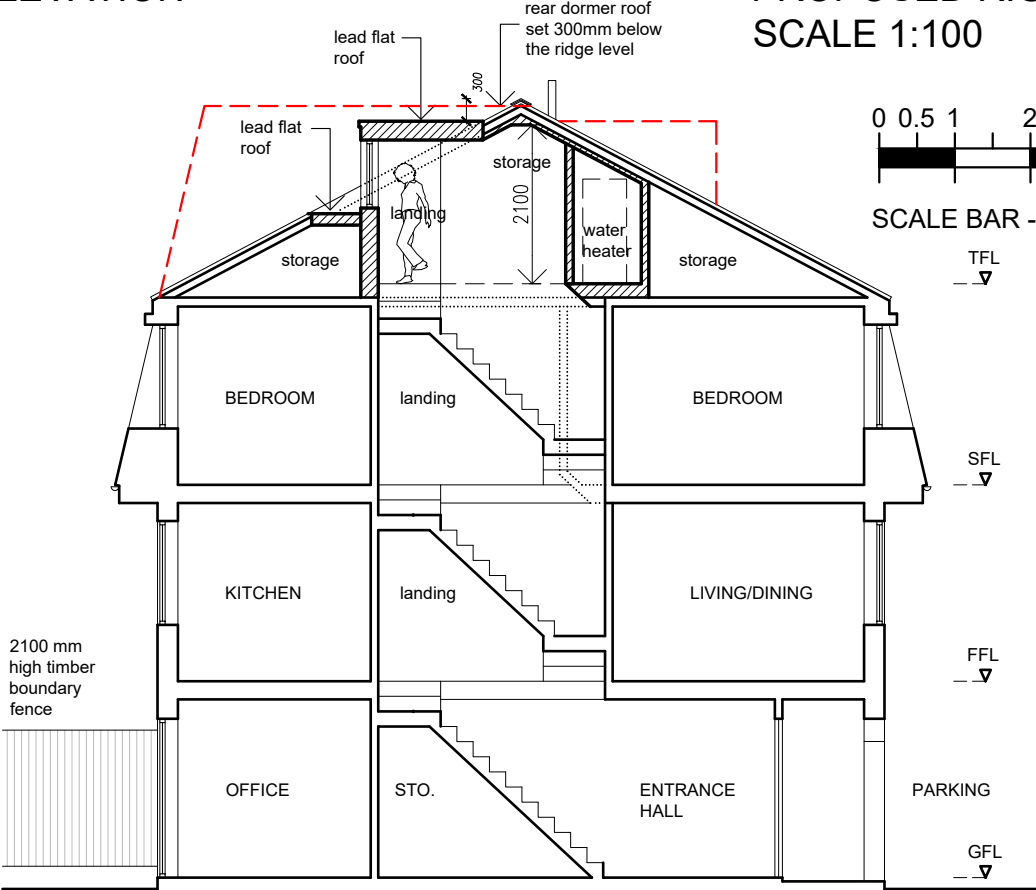 rear dormer roof
set 300mm below
the ridge level
SCALE 1:100
lead flat
roof
300
0 0.5 1 2
lead flat
roof
storage
landing
2100
water
heater
storage
storage
SCALE BAR -
TFL
BEDROOM
landing
BEDROOM
SFL
KITCHEN
landing
LIVING/DINING
2100 mm
high timber
boundary
fence
FFL
OFFICE
STO.
ENTRANCE
HALL
PARKING
GFL